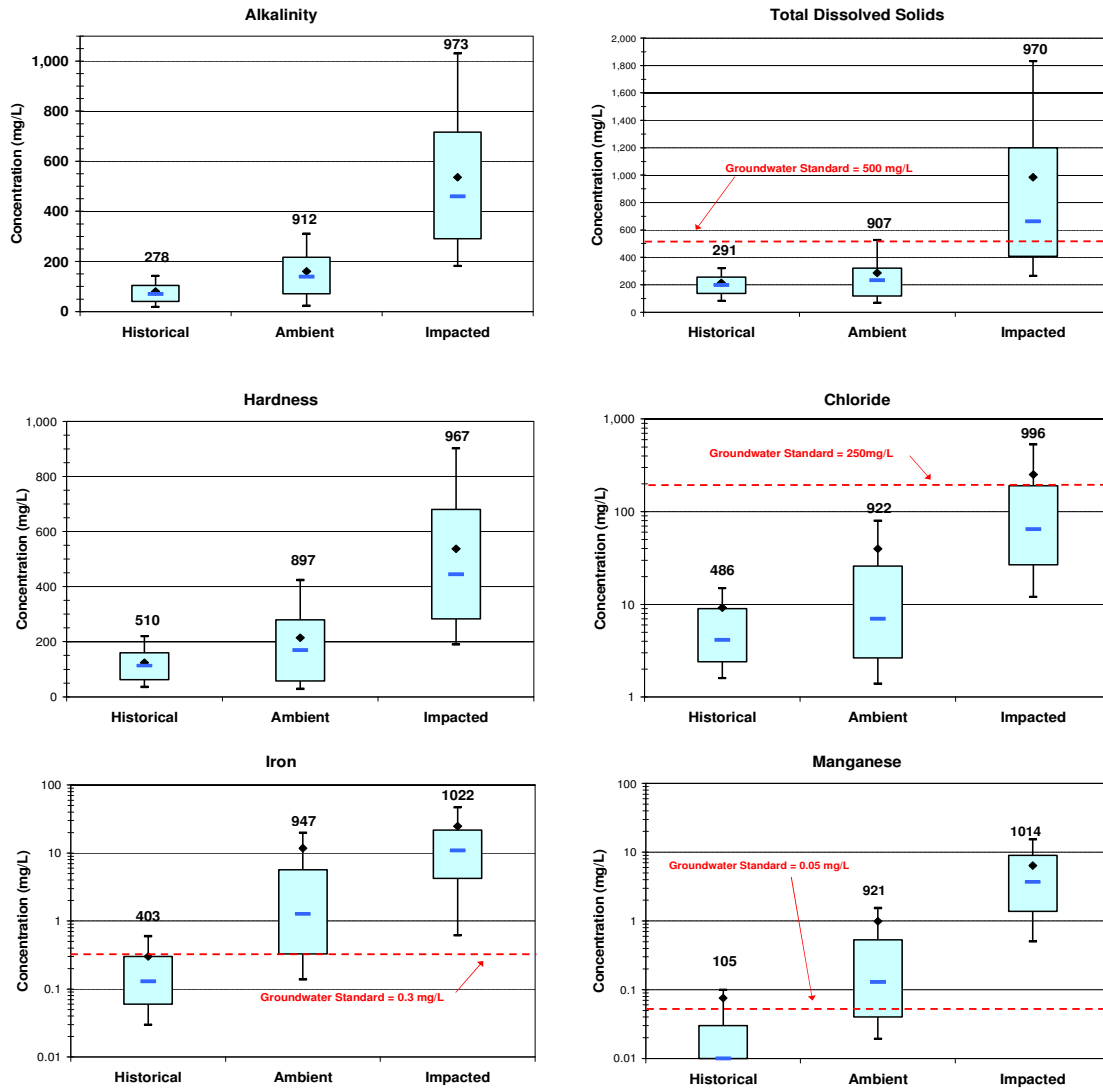 Alkalinity
Concentration (mg/L)
1,000
800
600
400
200
0
278
912
973
Historical
Ambient
Impacted
Total Dissolved Solids
Concentration (mg/L)
2,000
1,800
1,600
1,400
1,200
1,000
800
600
400
200
0
Groundwater Standard = 500 mg/L
291
907
970
Historical
Ambient
Impacted
Hardness
Concentration (mg/L)
1,000
800
600
400
200
0
510
897
967
Historical
Ambient
Impacted
Chloride
Concentration (mg/L)
1,000
100
10
1
Groundwater Standard = 250mg/L
486
922
996
Historical
Ambient
Impacted
Iron
Concentration (mg/L)
100
10
1
0.1
0.01
403
947
1022
Groundwater Standard = 0.3 mg/L
Historical
Ambient
Impacted
Manganese
Concentration (mg/L)
100
10
1
0.1
0.01
Groundwater Standard = 0.05 mg/L
105
921
1014
Historical
Ambient
Impacted